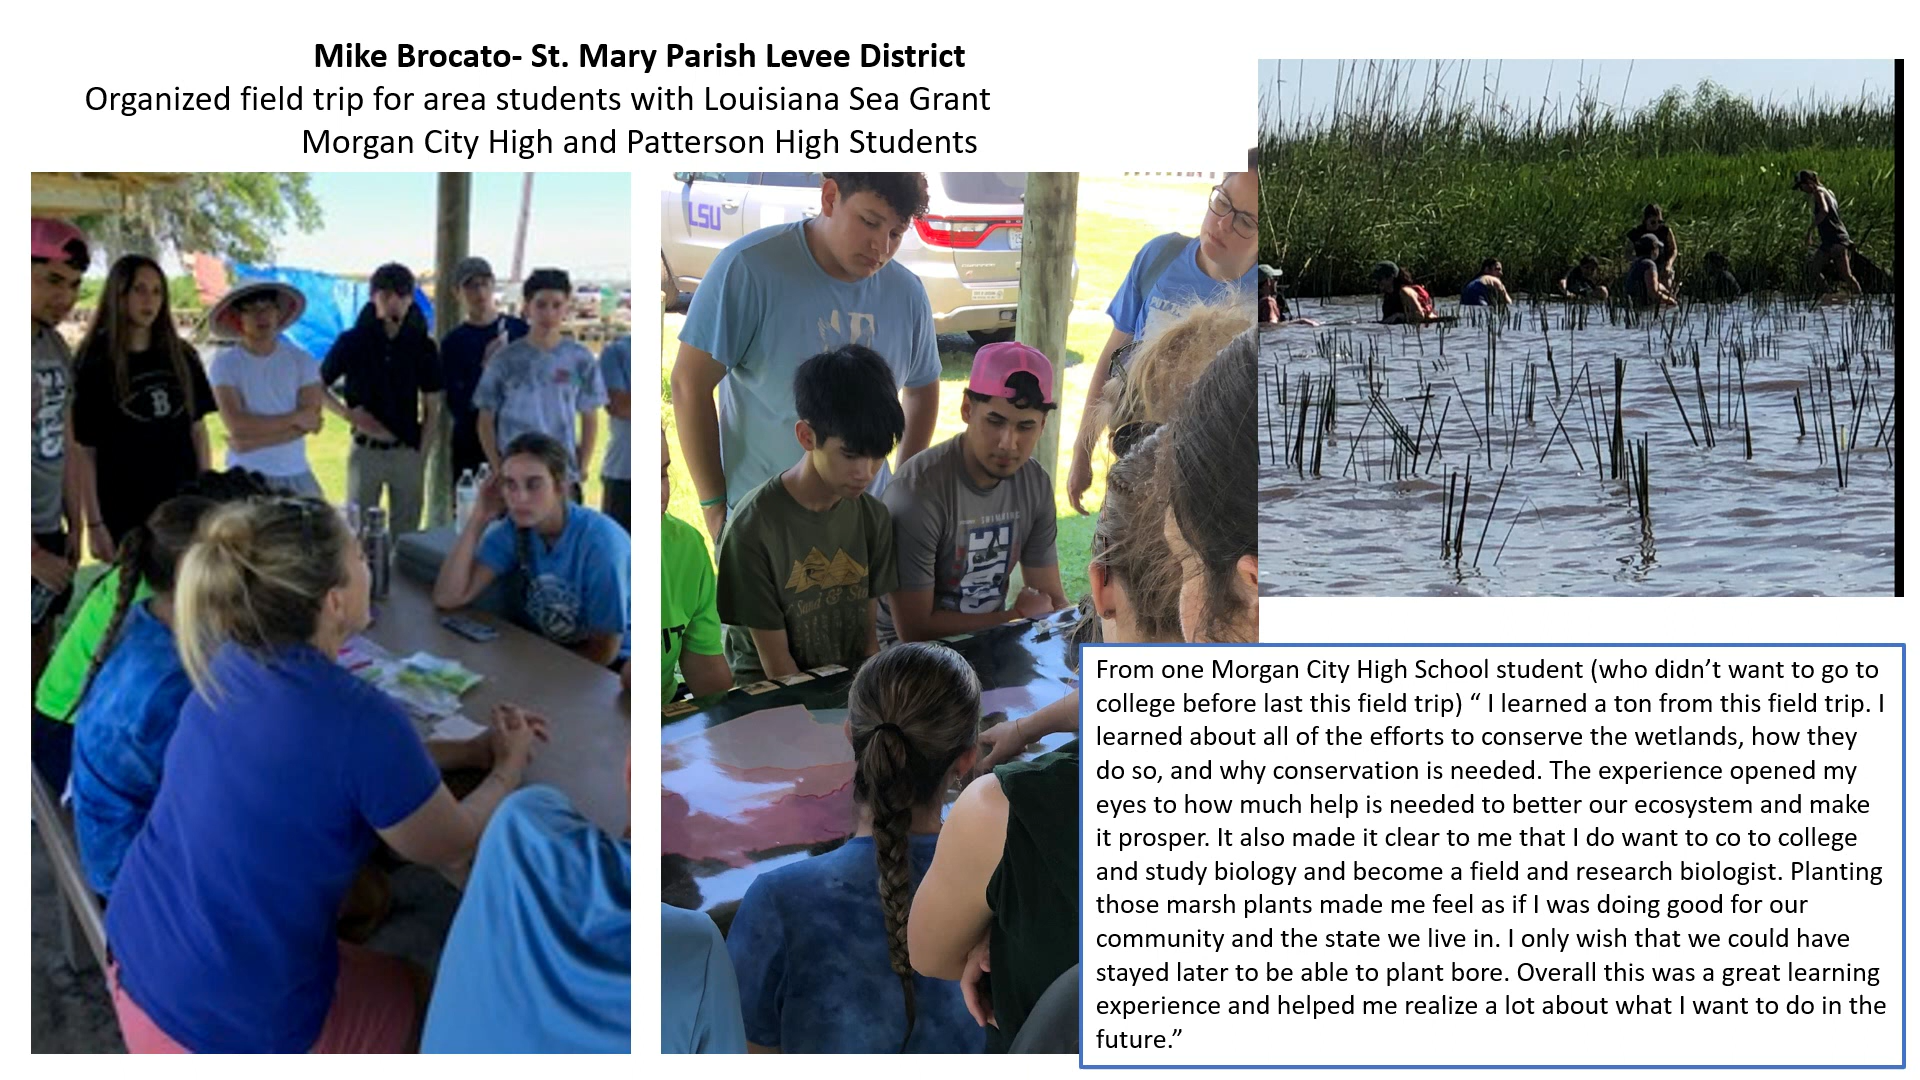 Mike Brocato- St. Mary Parish Levee District
Organized field trip for area students with Louisiana Sea Grant
Morgan City High and Patterson High Students
LSU
B
Sand &
STATE
From one Morgan City High School student (who didn’t want to go to
college before last this field trip) “ I learned a ton from this field trip. I
learned about all of the efforts to conserve the wetlands, how they
do so, and why conservation is needed. The experience opened my
eyes to how much help is needed to better our ecosystem and make
it prosper. It also made it clear to me that I do want to co to college
and study biology and become a field and research biologist. Planting
those marsh plants made me feel as if I was doing good for our
community and the state we live in. I only wish that we could have
stayed later to be able to plant bore. Overall this was a great learning
experience and helped me realize a lot about what I want to do in the
future.”